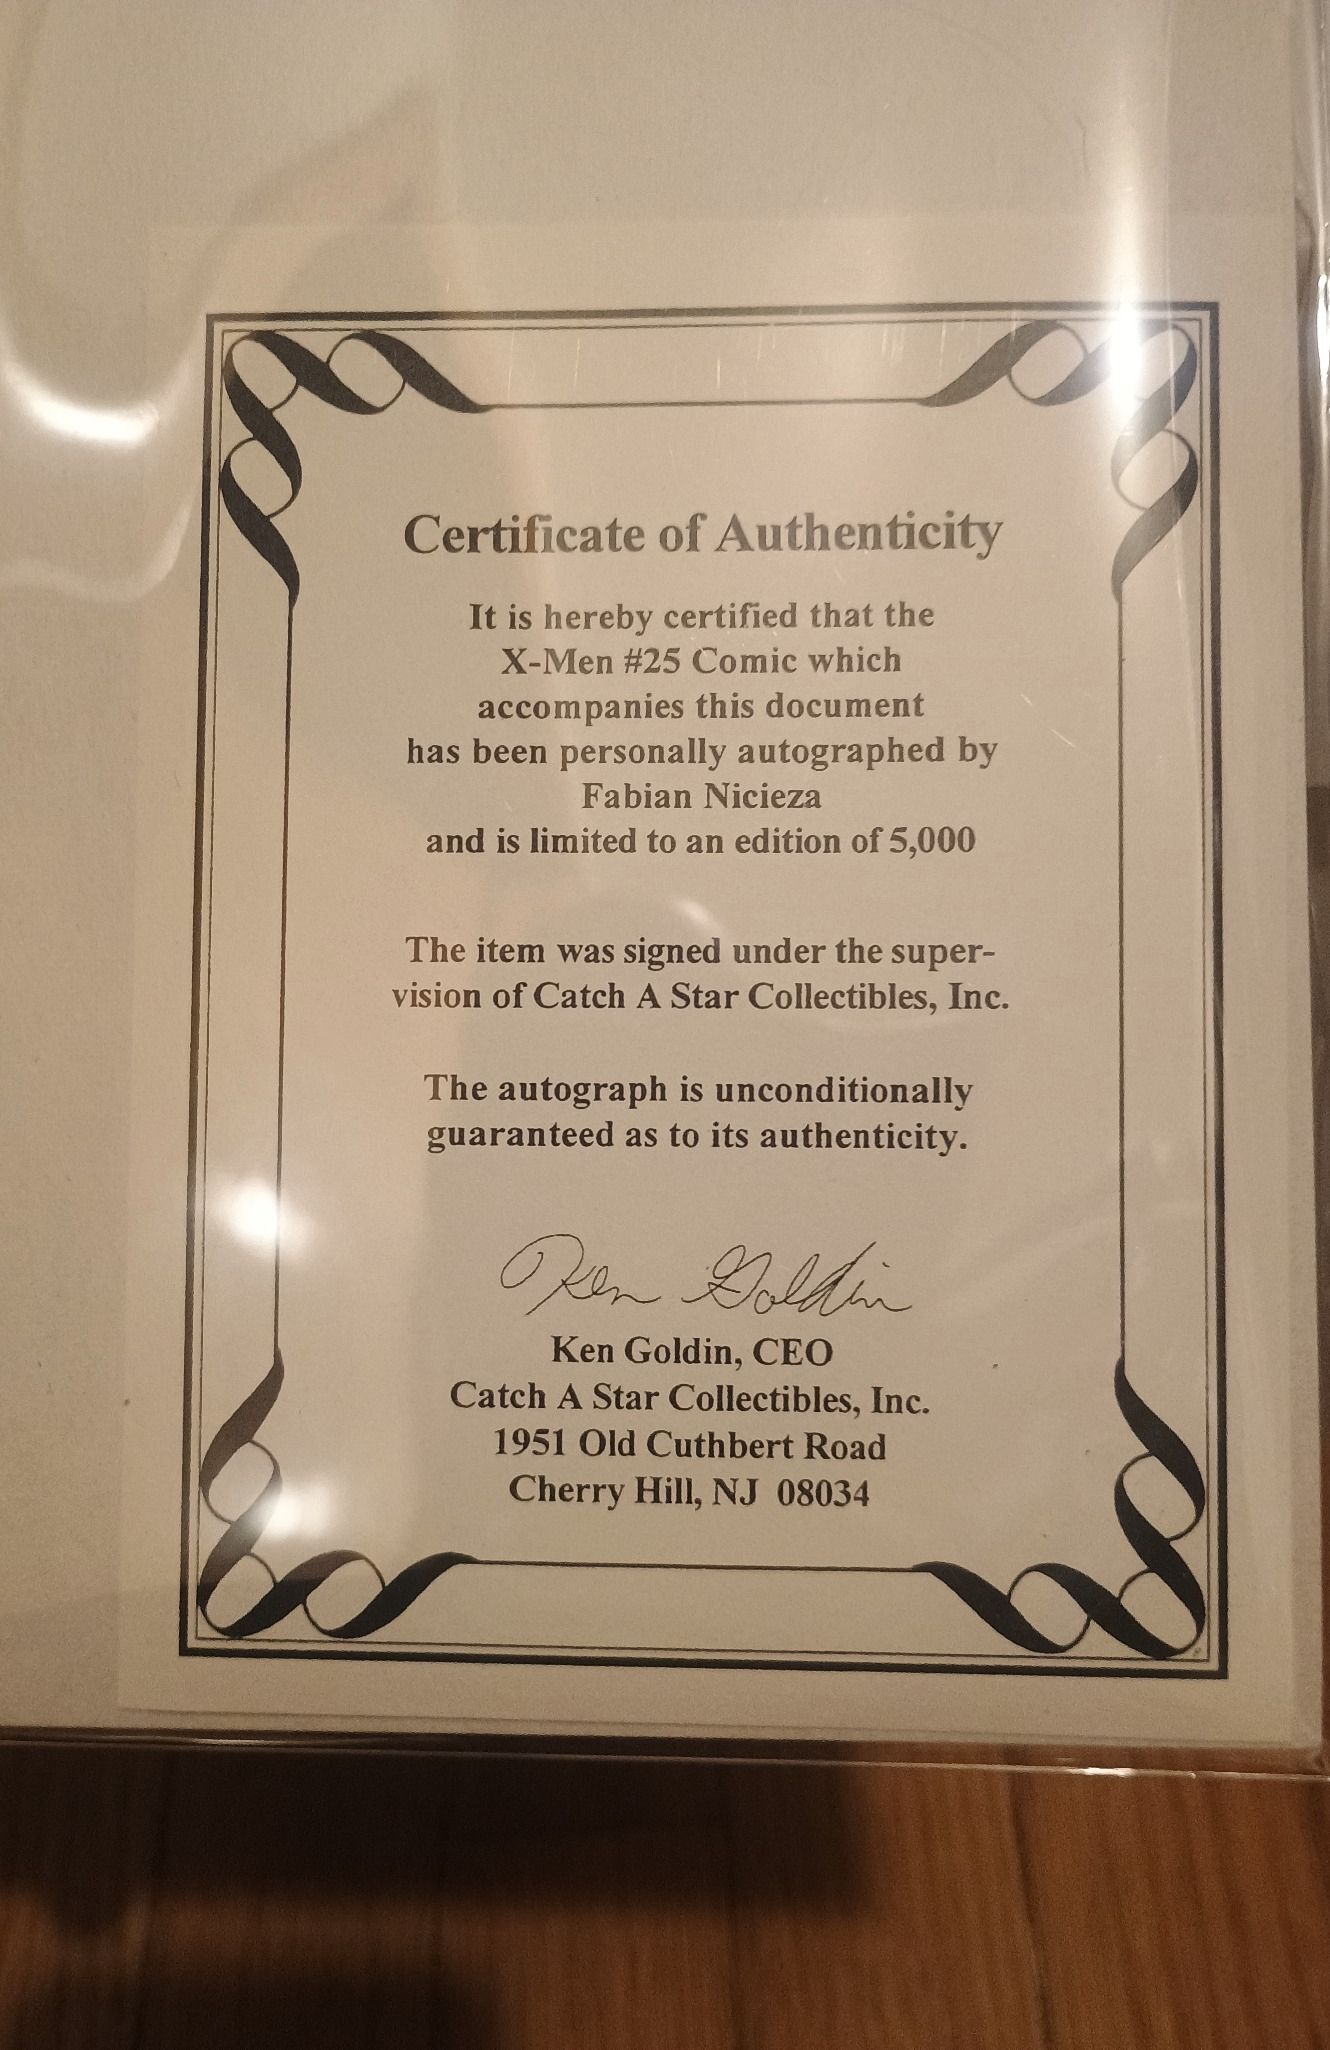 Certificate of Authenticity
It is hereby certified that the
X-Men #25 Comic which
accompanies this document
has been personally autographed by
Fabian Nicieza
and is limited to an edition of 5,000
The item was signed under the super-
vision of Catch A Star Collectibles, Inc.
The autograph is unconditionally
guaranteed as to its authenticity.
Ken Goldin
Ken Goldin, CEO
Catch A Star Collectibles, Inc.
1951 Old Cuthbert Road
Cherry Hill, NJ 08034